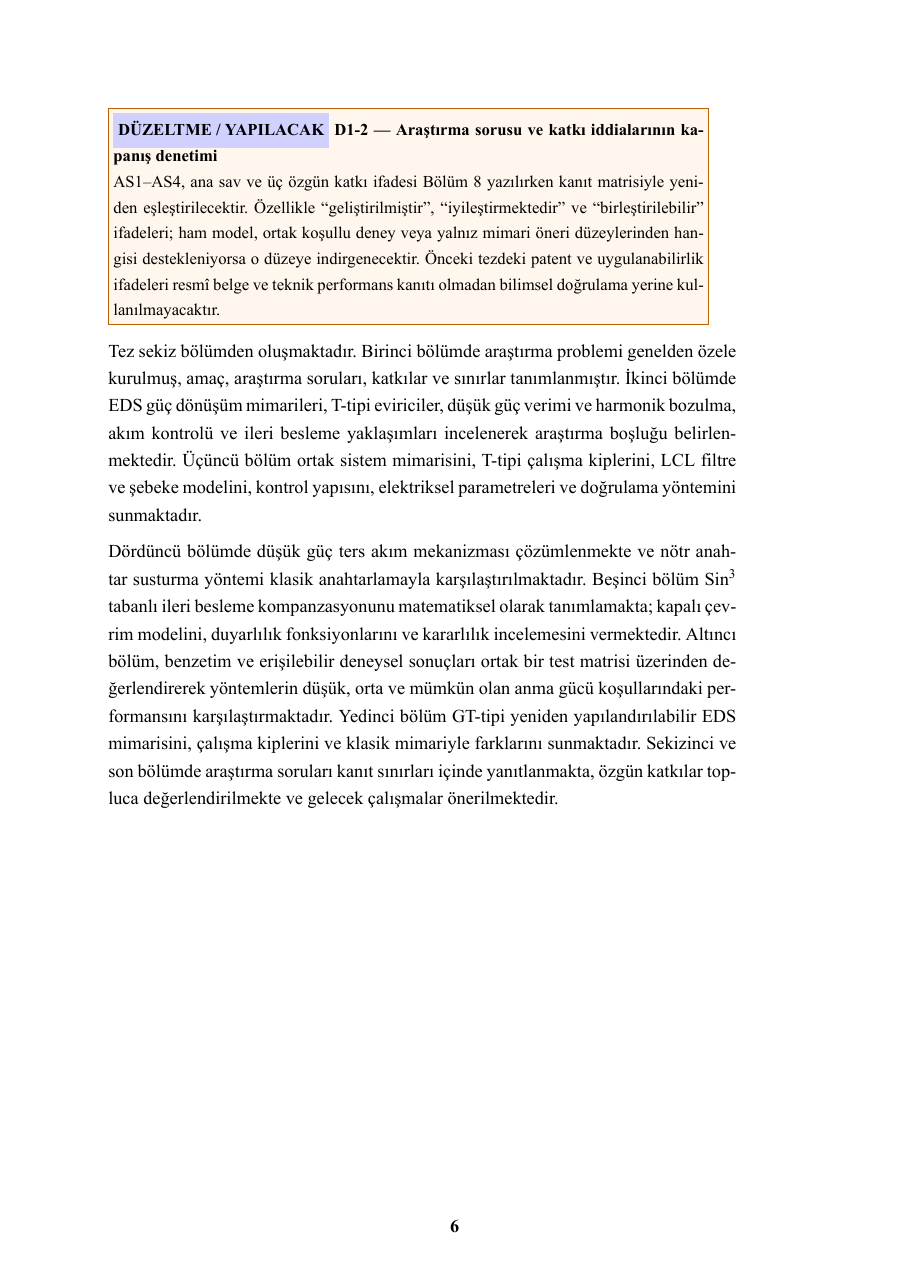 DÜZELTME / YAPILACAK D1-2 — Araştırma sorusu ve katkı iddialarının ka-
panış denetimi
AS1–AS4, ana sav ve üç özgün katkı ifadesi Bölüm 8 yazılırken kanıt matrisiyle yeni-
den eşleştirilecektir. Özellikle “geliştirilmiştir”, “iyileştirmektedir” ve “birleştirilebilir”
ifadeleri; ham model, ortak koşullu deney veya yalnız mimari öneri düzeylerinden han-
gisi destekleniyorsa o düzeye indirgenecektir. Önceki tezdeki patent ve uygulanabilirlik
ifadeleri resmî belge ve teknik performans kanıtı olmadan bilimsel doğrulama yerine kul-
lanılmayacaktır.
Tez sekiz bölümden oluşmaktadır. Birinci bölümde araştırma problemi genelden özele
kurulmuş, amaç, araştırma soruları, katkılar ve sınırlar tanımlanmıştır. İkinci bölümde
EDS güç dönüşüm mimarileri, T-tipi eviriciler, düşük güç verimi ve harmonik bozulma,
akım kontrolü ve ileri besleme yaklaşımları incelenerek araştırma boşluğu belirlen-
mektedir. Üçüncü bölüm ortak sistem mimarisini, T-tipi çalışma kiplerini, LCL filtre
ve şebeke modelini, kontrol yapısını, elektriksel parametreleri ve doğrulama yöntemini
sunmaktadır.
Dördüncü bölümde düşük güç ters akım mekanizması çözümlenmekte ve nötr anah-
tar susturma yöntemi klasik anahtarlamayla karşılaştırılmaktadır. Beşinci bölüm Sin³
tabanlı ileri besleme kompanzasyonunu matematiksel olarak tanımlamakta; kapalı çev-
rim modelini, duyarlılık fonksiyonlarını ve kararlılık incelemesini vermektedir. Altıncı
bölüm, benzetim ve erişilebilir deneysel sonuçları ortak bir test matrisi üzerinden de-
ğerlendirerek yöntemlerin düşük, orta ve mümkün olan anma gücü koşullarındaki per-
formansını karşılaştırmaktadır. Yedinci bölüm GT-tipi yeniden yapılandırılabilir EDS
mimarisini, çalışma kiplerini ve klasik mimariyle farklarını sunmaktadır. Sekizinci ve
son bölümde araştırma soruları kanıt sınırları içinde yanıtlanmakta, özgün katkılar top-
luca değerlendirilmekte ve gelecek çalışmalar önerilmektedir.
6